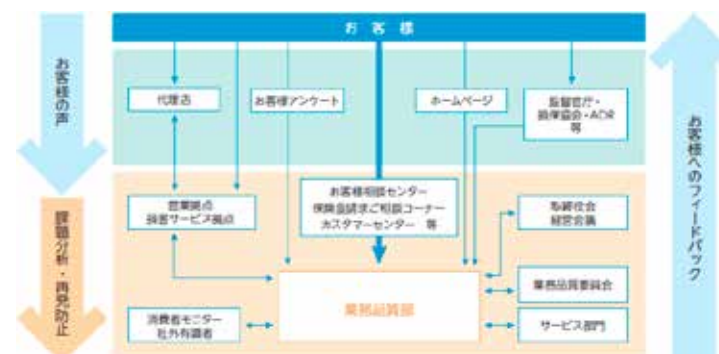 お客様
お客様の声
代理店
お客様アンケート
ホームページ
監督官庁・
損保協会・ADR
等
お客様へのフィードバック
課題分析・再発防止
営業拠点
損害サービス拠点
お客様相談センター
保険金請求ご相談コーナー
カスタマーセンター 等
取締役会
経営会議
業務品質部
業務品質委員会
消費者モニター
社外有識者
サービス部門